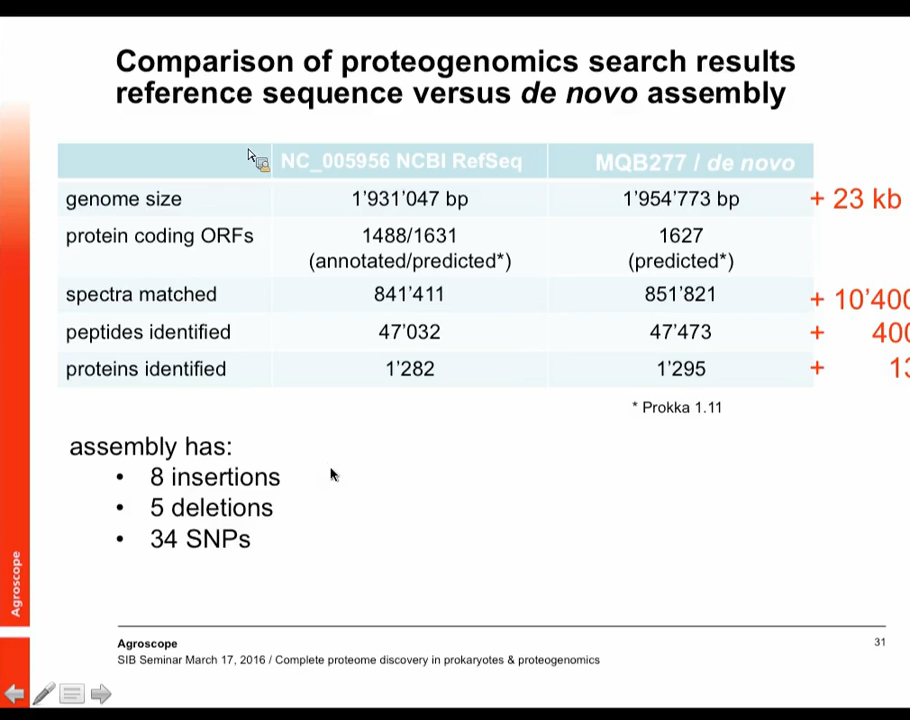 Comparison of proteogenomics search results
reference sequence versus de novo assembly
NC_005956 NCBI RefSeq MQB277 / de novo
genome size 1'931'047 bp 1'954'773 bp + 23 kb
protein coding ORFs 1488/1631 1627
(annotated/predicted*) (predicted*)
spectra matched 841'411 851'821 + 10'400
peptides identified 47'032 47'473 + 400
proteins identified 1'282 1'295 + 13
* Prokka 1.11
assembly has:
• 8 insertions
• 5 deletions
• 34 SNPs
Agroscope
Agroscope
31
SIB Seminar March 17, 2016 / Complete proteome discovery in prokaryotes & proteogenomics